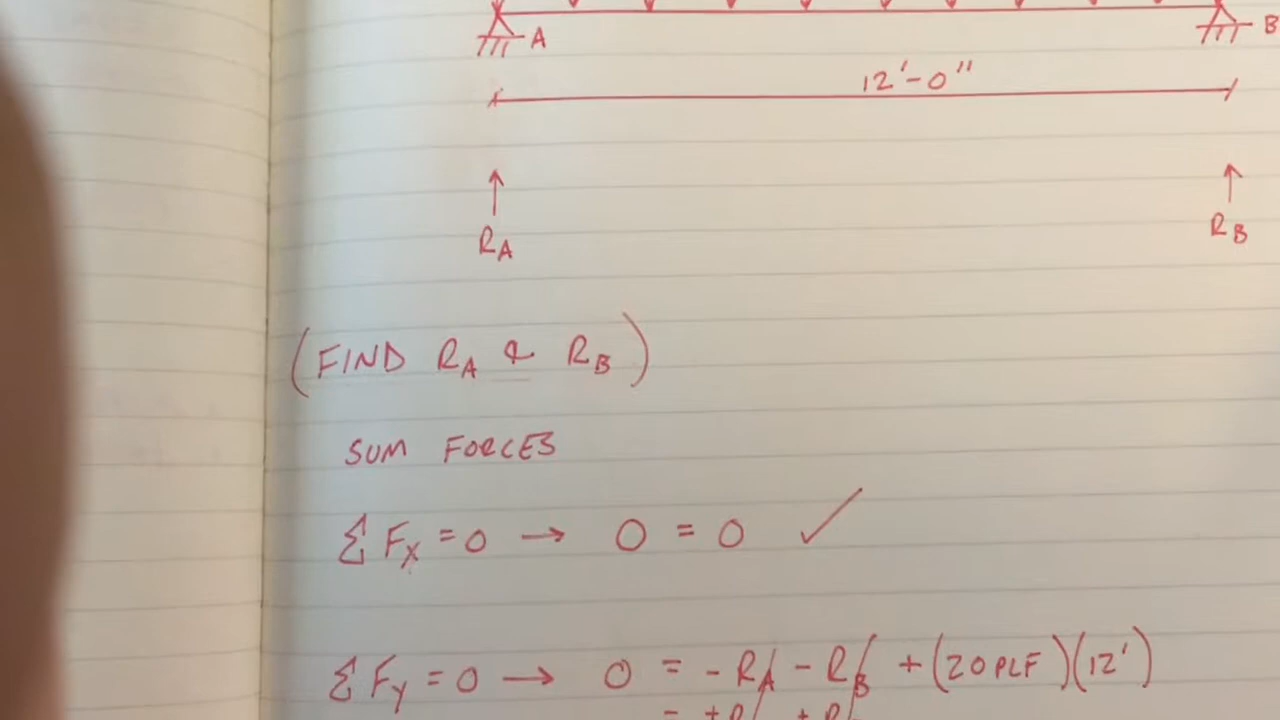 A B
12'-0"
RA RB
(FIND RA & RB)
SUM FORCES
ΣFx = 0 → 0 = 0 ✓
ΣFy = 0 → 0 = -RA - RB + (20 PLF)(12')